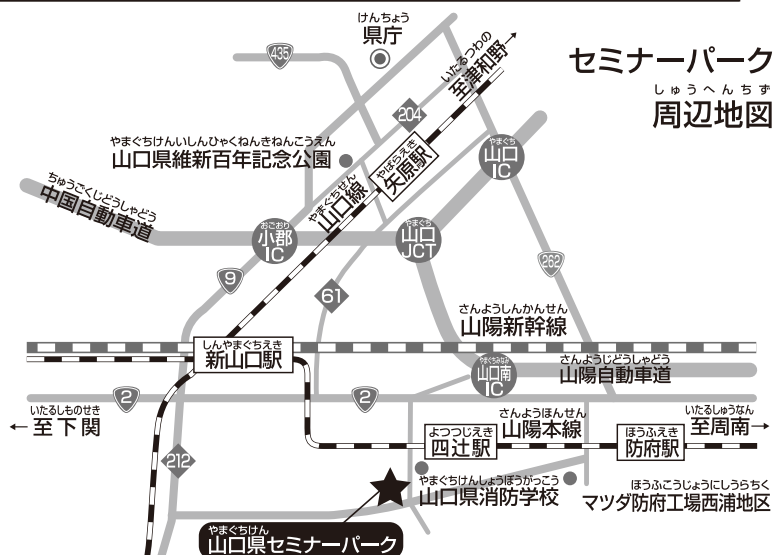 けんちょう
県庁
435
いたるつわの
至津和野
セミナーパーク
しゅうへんちず
周辺地図
204
やまぐちけんいしんひゃくねんきねんこうえん
山口県維新百年記念公園
やばらえき
矢原駅
やまぐち
山口
IC
ちゅうごくじどうしゃどう
中国自動車道
やまぐちせん
山口線
おごおり
小郡
IC
やまぐち
山口
JCT
262
9
61
さんようしんかんせん
山陽新幹線
しんやまぐちえき
新山口駅
やまぐちみなみ
山口南
IC
さんようじどうしゃどう
山陽自動車道
2
2
いたるしものせき
至下関
さんようほんせん
山陽本線
いたるしゅうなん
至周南
よつつじえき
四辻駅
ほうふえき
防府駅
212
やまぐちけんしょうぼうがっこう
山口県消防学校
ほうふこうじょうにしうらちく
マツダ防府工場西浦地区
やまぐちけん
山口県セミナーパーク